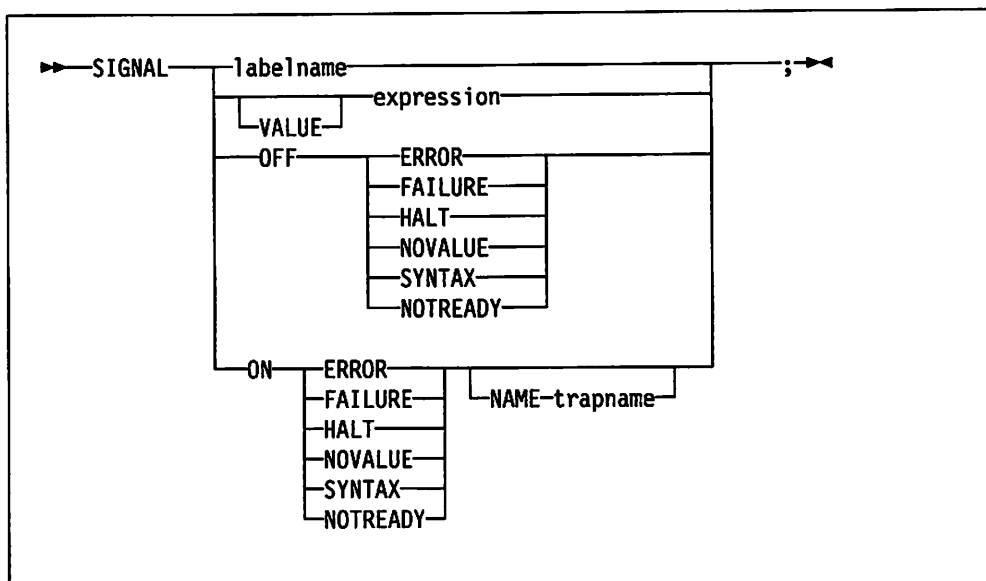 SIGNAL labelname ;
expression
VALUE
OFF ERROR
FAILURE
HALT
NOVALUE
SYNTAX
NOTREADY
ON ERROR
FAILURE NAME trapname
HALT
NOVALUE
SYNTAX
NOTREADY